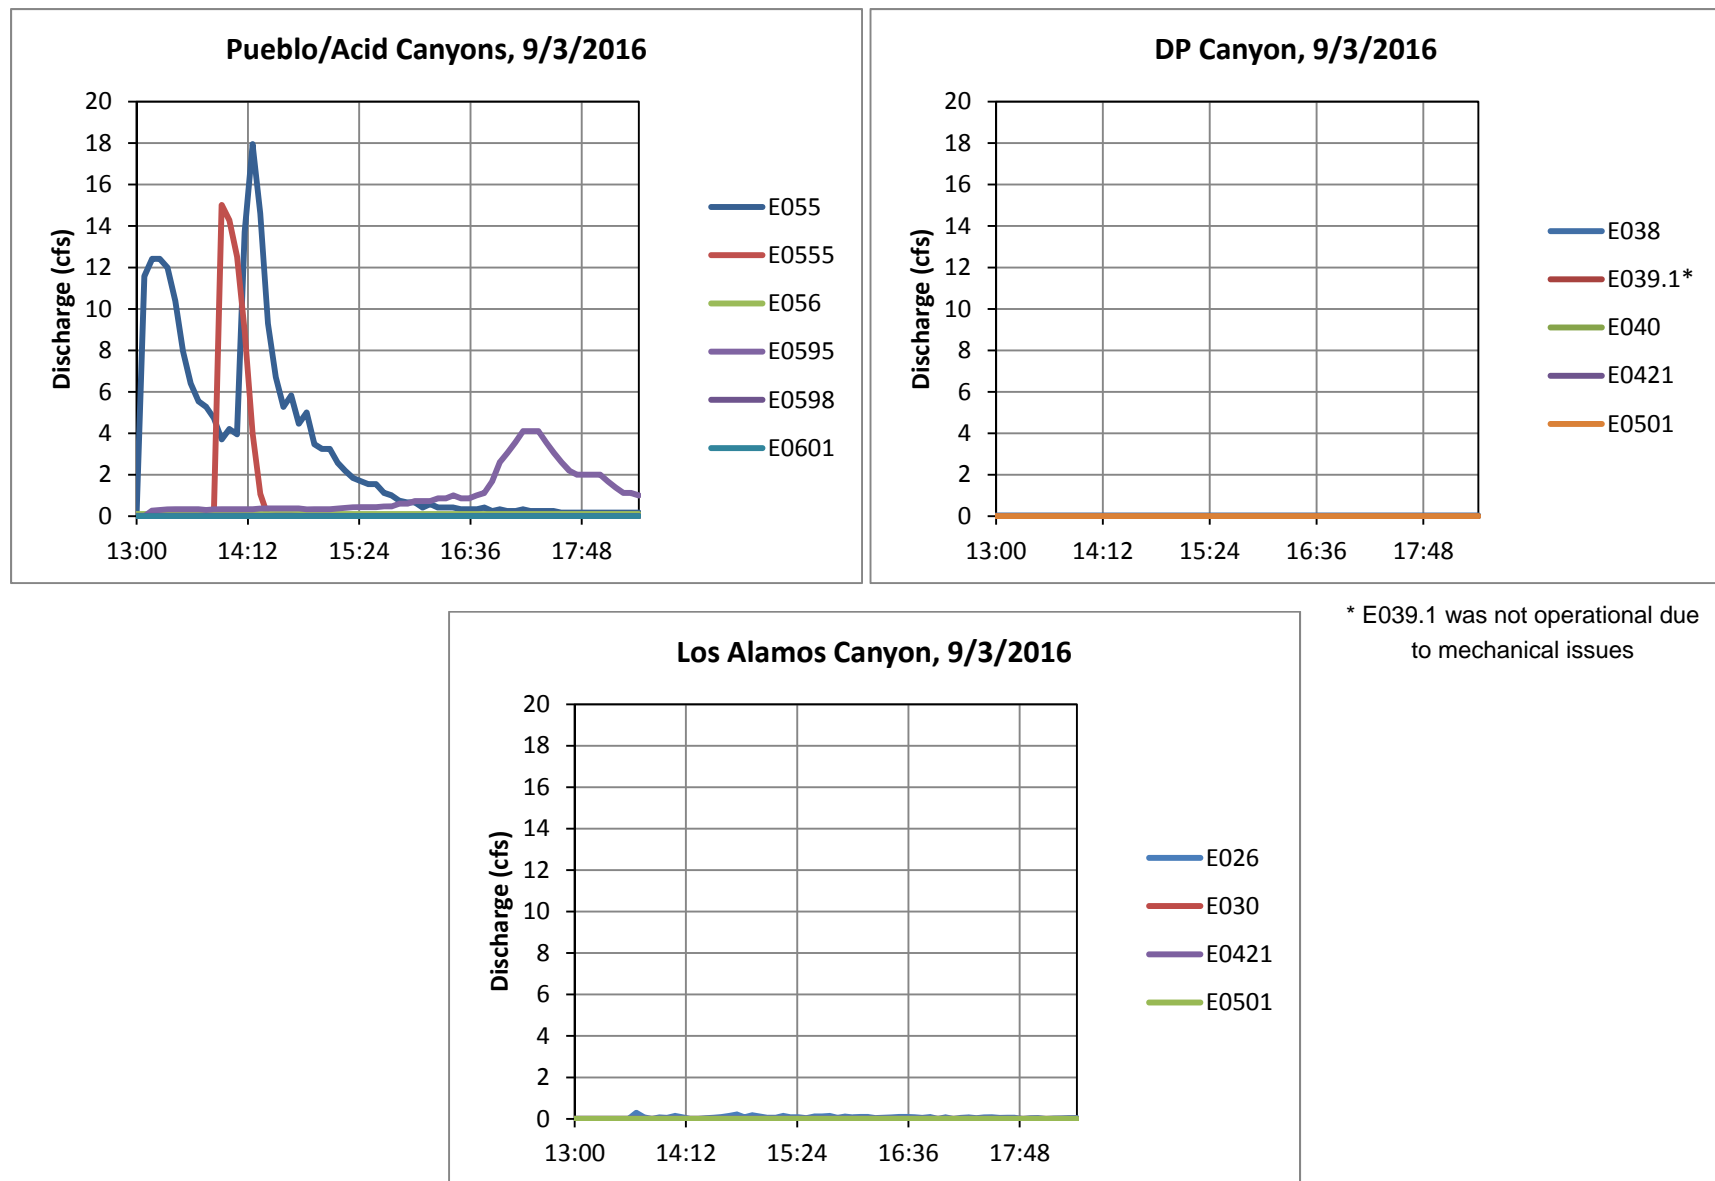 Pueblo/Acid Canyons, 9/3/2016
20
18
16
14
12
10
8
6
4
2
0
Discharge (cfs)
13:00 14:12 15:24 16:36 17:48
E055
E0555
E056
E0595
E0598
E0601
DP Canyon, 9/3/2016
20
18
16
14
12
10
8
6
4
2
0
Discharge (cfs)
13:00 14:12 15:24 16:36 17:48
E038
E039.1*
E040
E0421
E0501
* E039.1 was not operational due
to mechanical issues
Los Alamos Canyon, 9/3/2016
20
18
16
14
12
10
8
6
4
2
0
Discharge (cfs)
13:00 14:12 15:24 16:36 17:48
E026
E030
E0421
E0501